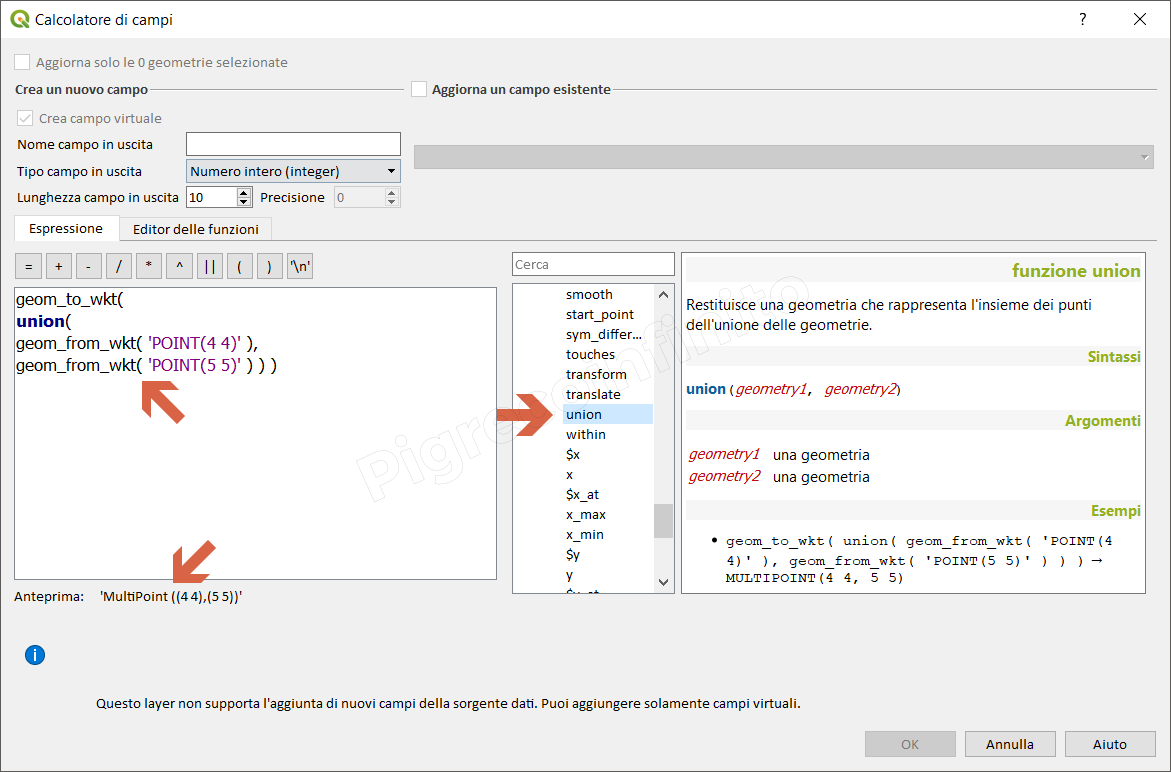 Calcolatore di campi
?
Aggiorna solo le 0 geometrie selezionate
Crea un nuovo campo
Aggiorna un campo esistente
Crea campo virtuale
Nome campo in uscita
Tipo campo in uscita
Numero intero (integer)
Lunghezza campo in uscita
10
Precisione
0
Espressione
Editor delle funzioni
=
+
-
/
*
^
||
(
)
'\n'
geom_to_wkt(
union(
geom_from_wkt( 'POINT(4 4)' ),
geom_from_wkt( 'POINT(5 5)' ) ) )
Anteprima:
'MultiPoint ((4 4),(5 5))'
Cerca
smooth
start_point
sym_differ...
touches
transform
translate
union
within
$x
x
$x_at
x_max
x_min
$y
y
funzione union
Restituisce una geometria che rappresenta l'insieme dei punti
dell'unione delle geometrie.
Sintassi
union (geometry1, geometry2)
Argomenti
geometry1 una geometria
geometry2 una geometria
Esempi
• geom_to_wkt( union( geom_from_wkt( 'POINT(4
4)' ), geom_from_wkt( 'POINT(5 5)' ) ) ) →
MULTIPOINT(4 4, 5 5)
i
Questo layer non supporta l'aggiunta di nuovi campi della sorgente dati. Puoi aggiungere solamente campi virtuali.
OK
Annulla
Aiuto